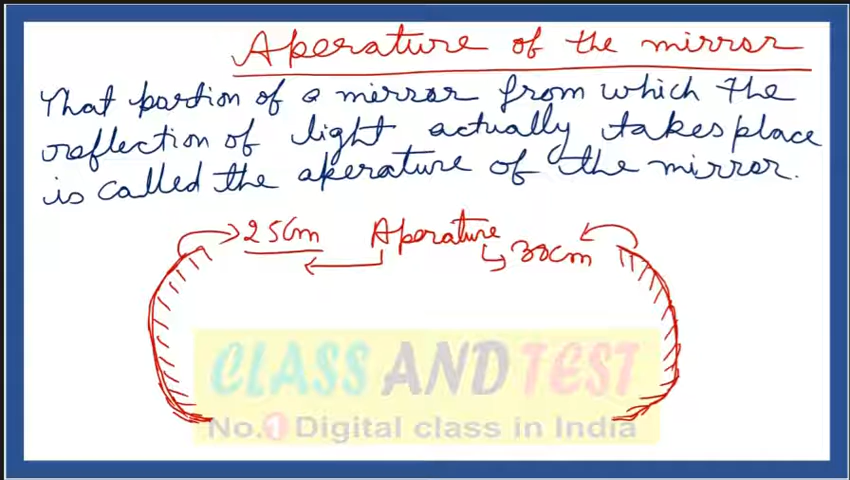 Aperature of the mirror
That portion of a mirror from which the
reflection of light actually takes place
is called the aperature of the mirror.
25cm Aperature 30cm
CLASS AND TEST
No.1 Digital class in India